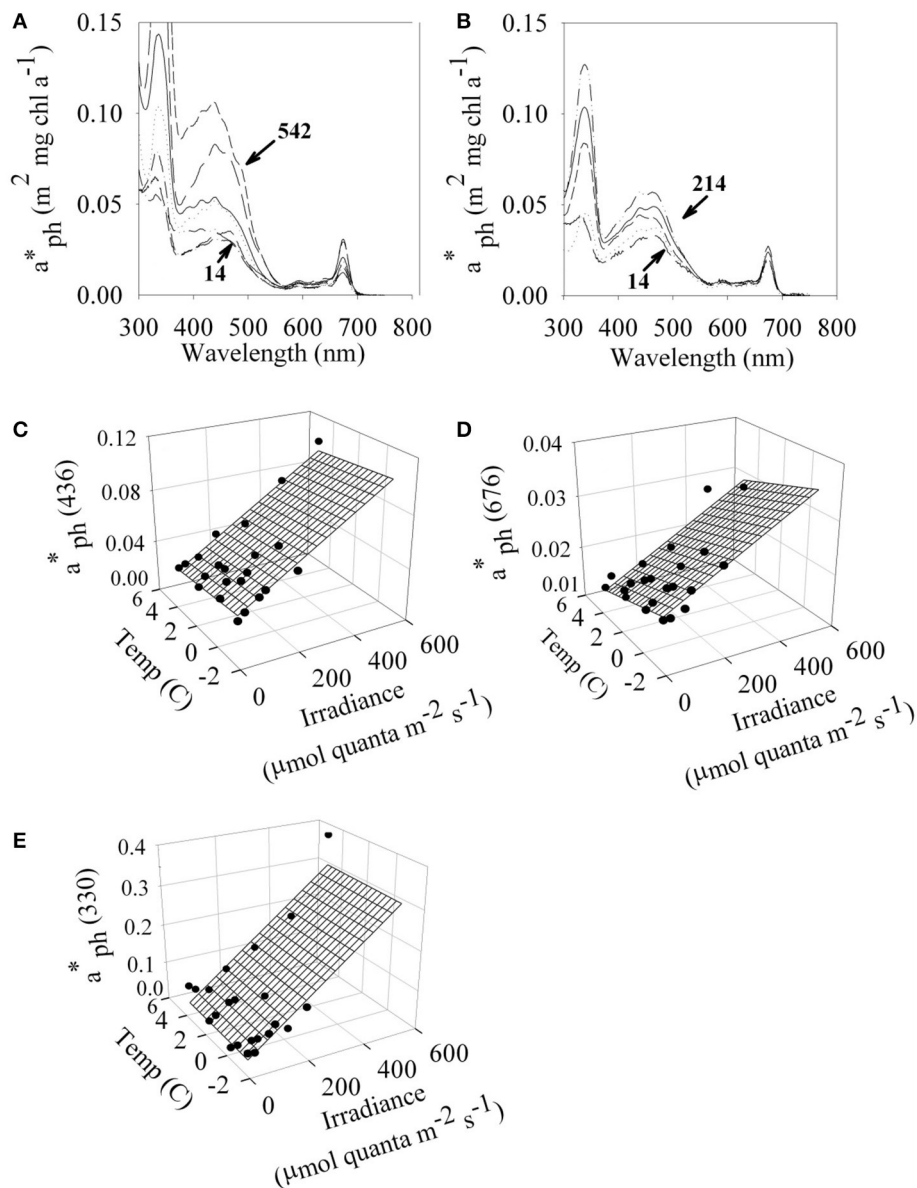 A
B
0.15
0.10
0.05
0.00
a*ph (m2 mg chl a-1)
542
14
300 400 500 600 700 800
Wavelength (nm)
0.15
0.10
0.05
0.00
a*ph (m2 mg chl a-1)
214
14
300 400 500 600 700 800
Wavelength (nm)
C
0.12
0.08
0.04
0.00
a*ph (436)
6
4
2
0
-2
Temp (C)
0
200
400
600
Irradiance
(μmol quanta m-2 s-1)
D
0.04
0.03
0.02
0.01
a*ph (676)
6
4
2
0
-2
Temp (C)
0
200
400
600
Irradiance
(μmol quanta m-2 s-1)
E
0.4
0.3
0.2
0.1
0.0
a*ph (330)
6
4
2
0
-2
Temp (C)
0
200
400
600
Irradiance
(μmol quanta m-2 s-1)